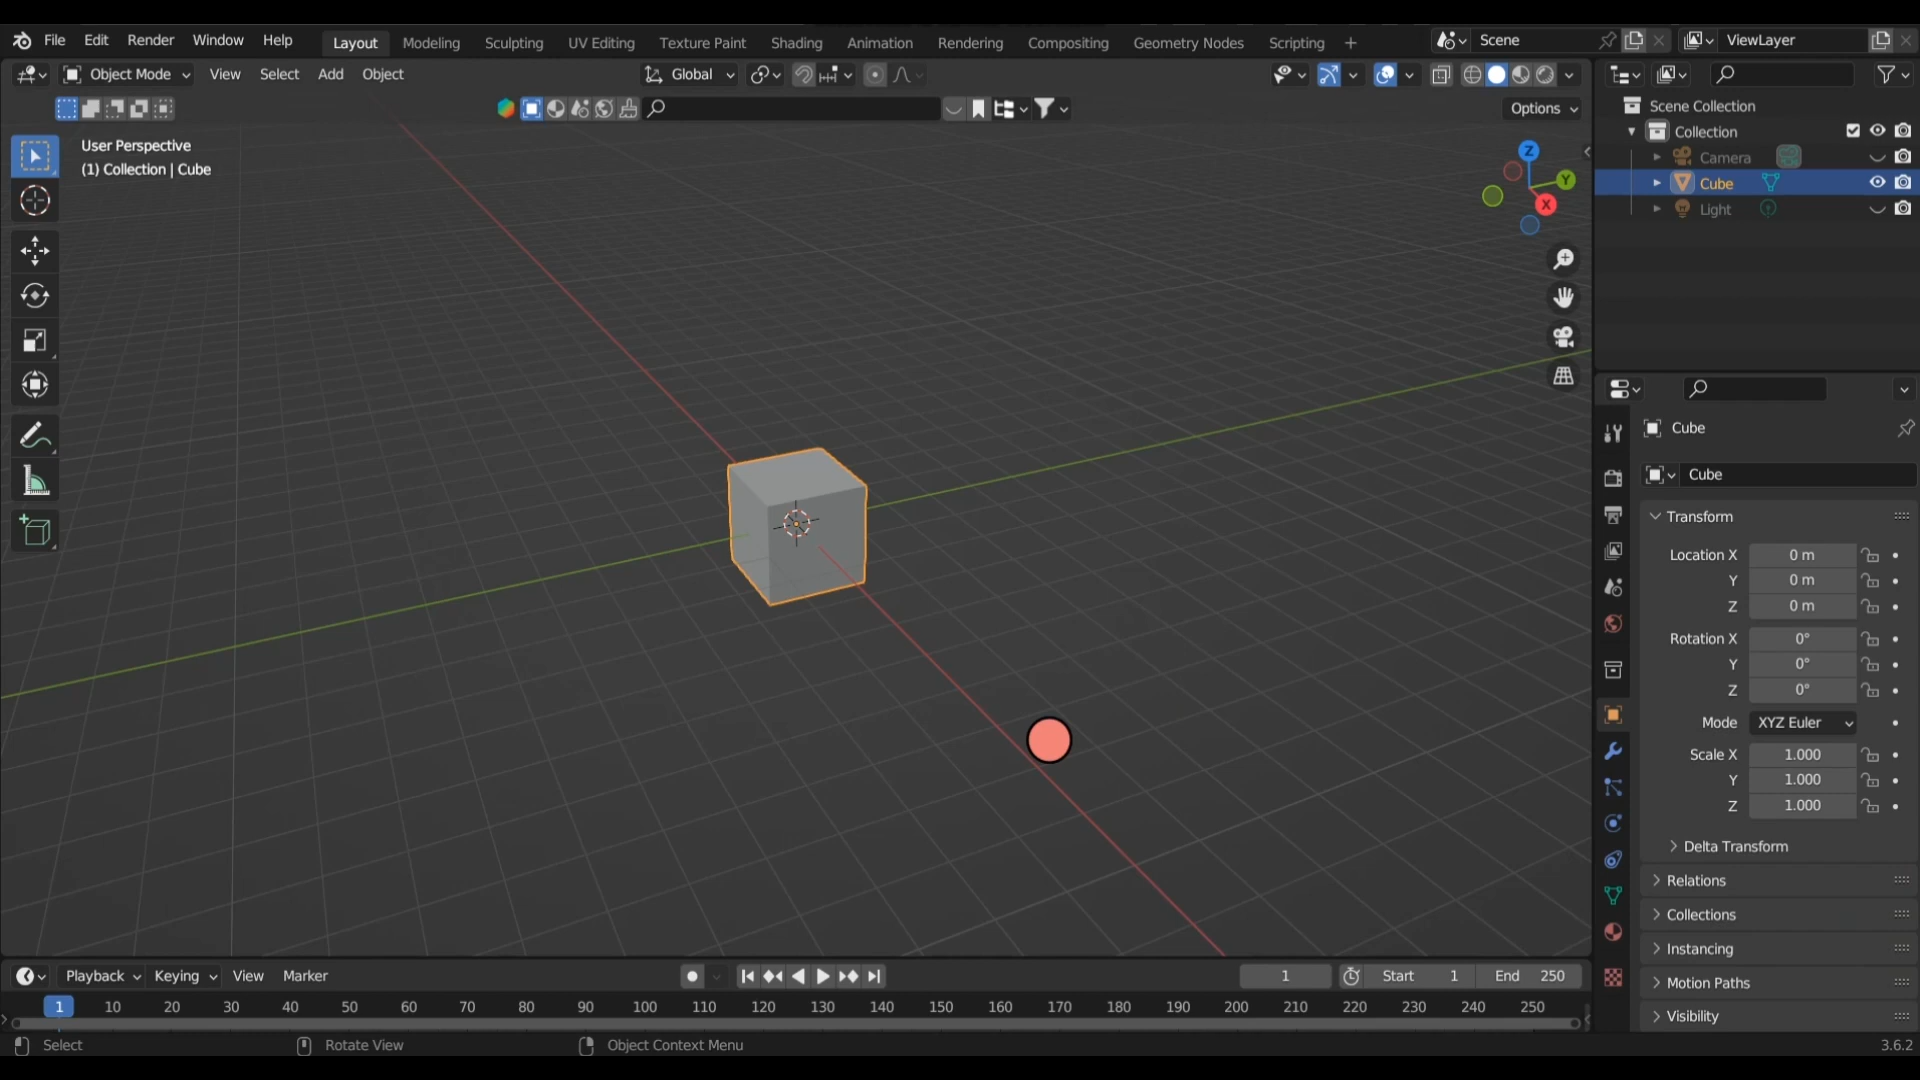 File Edit Render Window Help Layout Modeling Sculpting UV Editing Texture Paint Shading Animation Rendering Compositing Geometry Nodes Scripting + Scene ViewLayer
Object Mode View Select Add Object Global
Options
User Perspective
(1) Collection | Cube
Z
Y
X
Scene Collection
Collection
Camera
Cube
Light
Cube
Cube
Transform
Location X 0 m
Y 0 m
Z 0 m
Rotation X 0°
Y 0°
Z 0°
Mode XYZ Euler
Scale X 1.000
Y 1.000
Z 1.000
Delta Transform
Relations
Collections
Instancing
Motion Paths
Visibility
Playback Keying View Marker 1 Start 1 End 250
1 10 20 30 40 50 60 70 80 90 100 110 120 130 140 150 160 170 180 190 200 210 220 230 240 250
Select Rotate View Object Context Menu 3.6.2